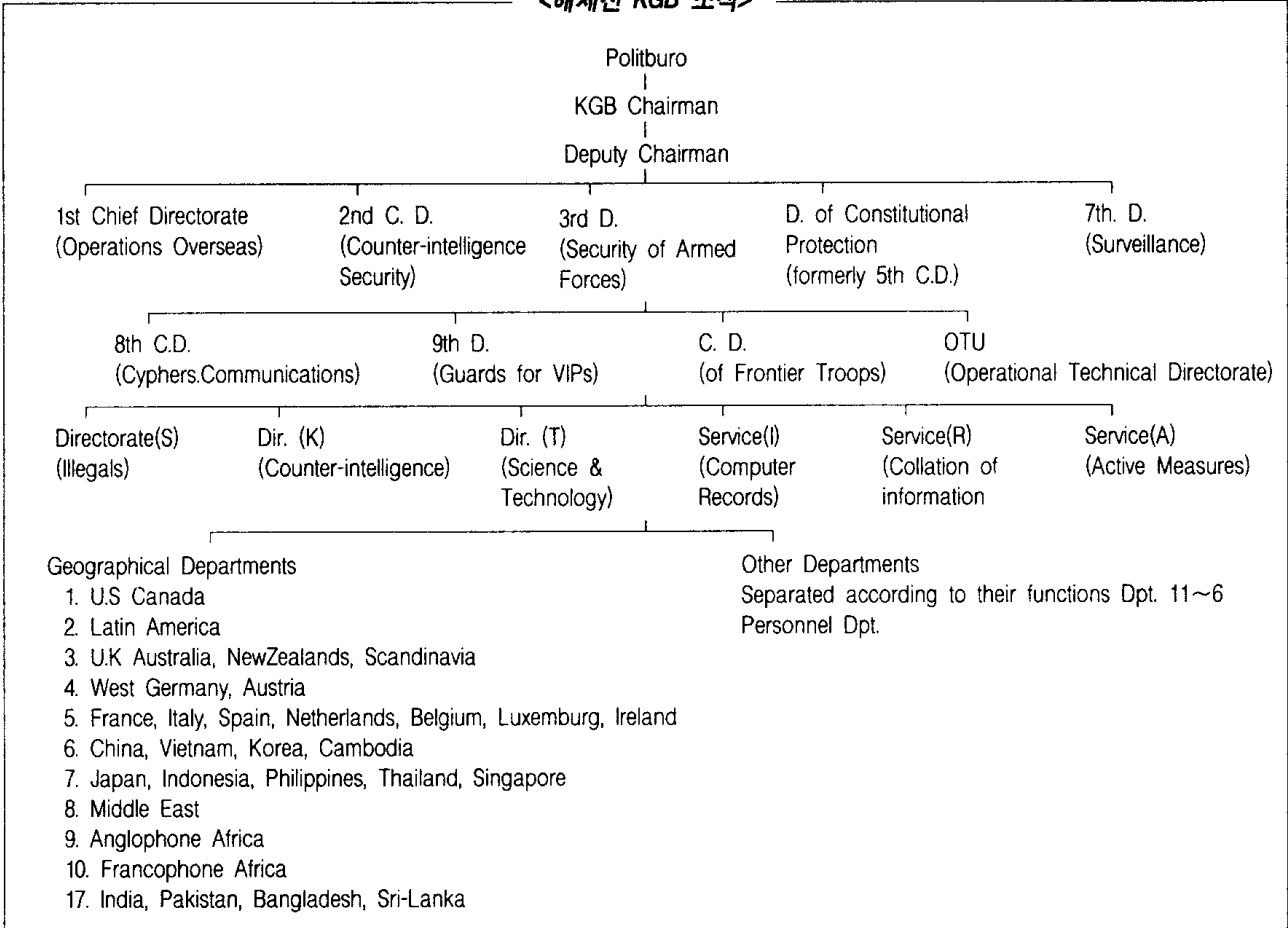 KGB 조직>
Politburo
KGB Chairman
Deputy Chairman
1st Chief Directorate
(Operations Overseas)
2nd C. D.
(Counter-intelligence
Security)
3rd D.
(Security of Armed
Forces)
D. of Constitutional
Protection
(formerly 5th C.D.)
7th. D.
(Surveillance)
8th C.D.
(Cyphers.Communications)
9th D.
(Guards for VIPs)
C. D.
(of Frontier Troops)
OTU
(Operational Technical Directorate)
Directorate(S)
(Illegals)
Dir. (K)
(Counter-intelligence)
Dir. (T)
(Science &
Technology)
Service(I)
(Computer
Records)
Service(R)
(Collation of
information
Service(A)
(Active Measures)
Geographical Departments
1. U.S Canada
2. Latin America
3. U.K Australia, NewZealands, Scandinavia
4. West Germany, Austria
5. France, Italy, Spain, Netherlands, Belgium, Luxemburg, Ireland
6. China, Vietnam, Korea, Cambodia
7. Japan, Indonesia, Philippines, Thailand, Singapore
8. Middle East
9. Anglophone Africa
10. Francophone Africa
17. India, Pakistan, Bangladesh, Sri-Lanka
Other Departments
Separated according to their functions Dpt. 11~6
Personnel Dpt.